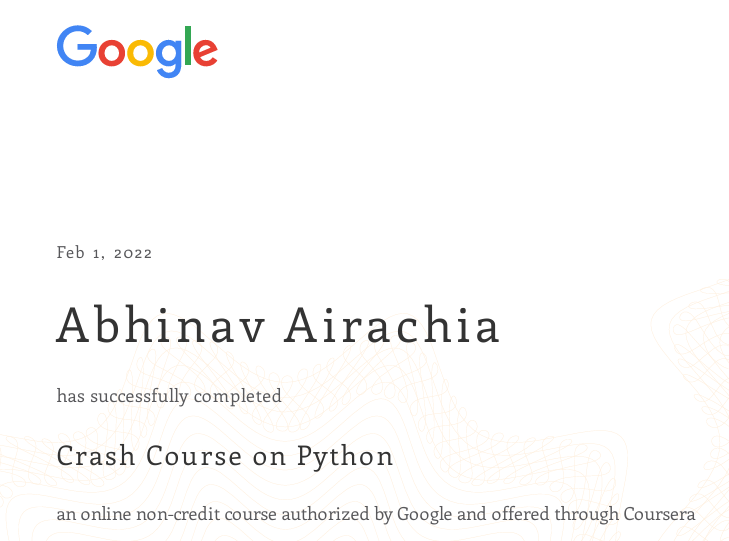 Google
Feb 1, 2022
Abhinav Airachia
has successfully completed
Crash Course on Python
an online non-credit course authorized by Google and offered through Coursera